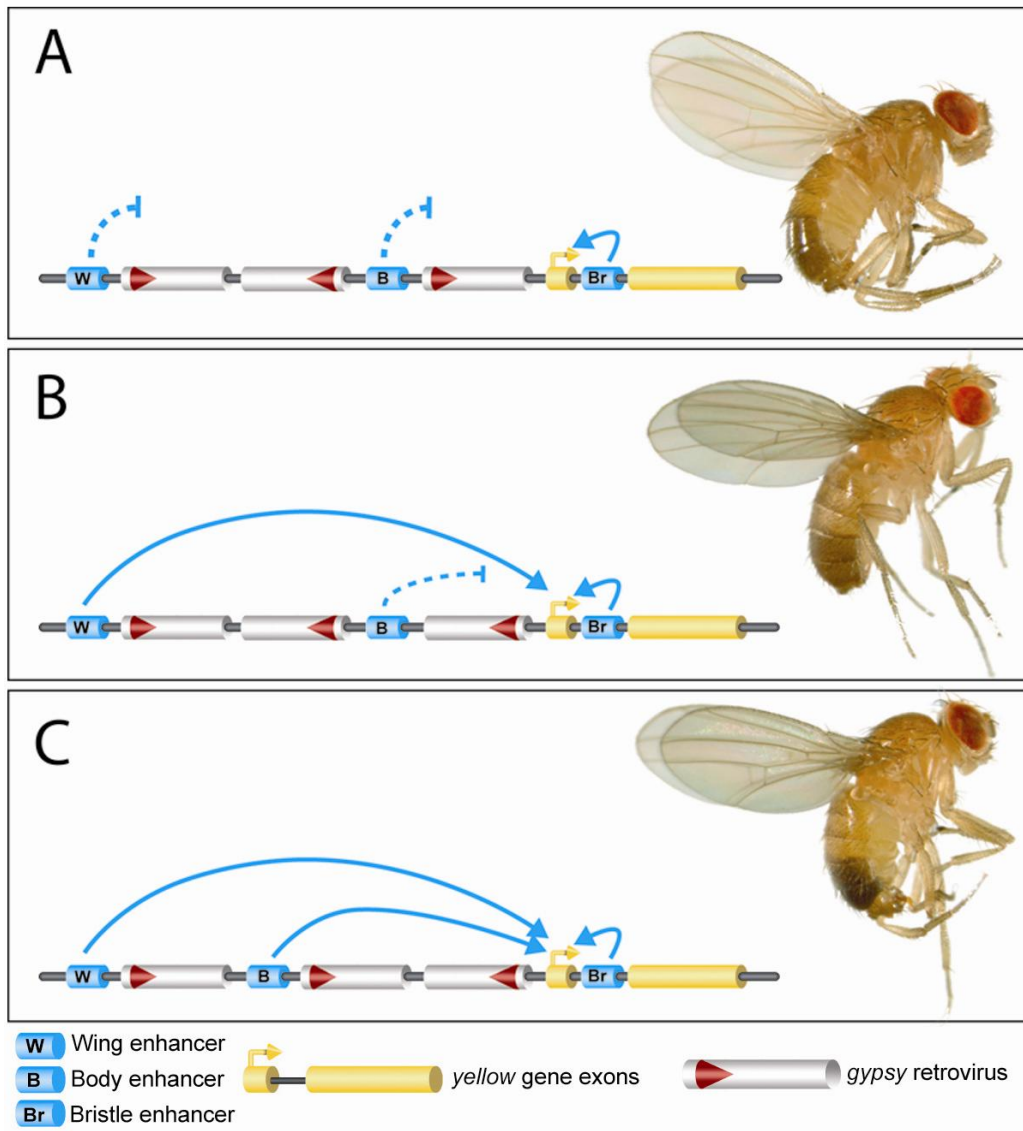 A
W
B
Br
B
W
B
Br
C
W
B
Br
W Wing enhancer
B Body enhancer
Br Bristle enhancer
yellow gene exons
gypsy retrovirus